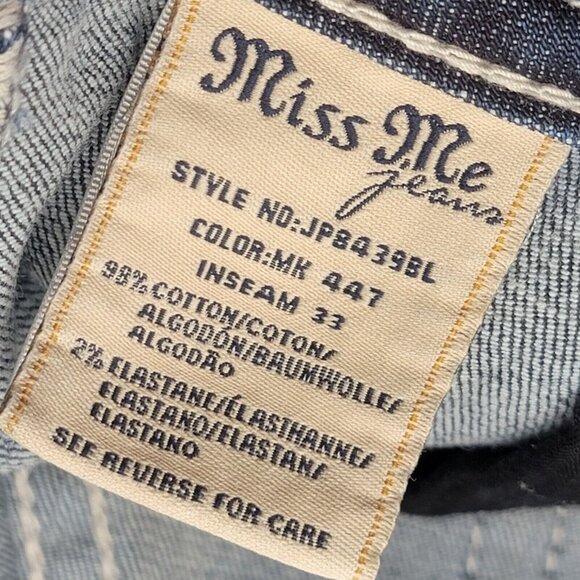 Miss Me
jeans
STYLE NO:JP8439BL
COLOR:MK 447
INSEAM 33
98% COTTON/COTON/
ALGODÓN/BAUMWOLLE/
ALGODÃO
2% ELASTANE/ÉLASTHANNE/
ELASTANO/ELASTAN/
ELASTANO
SEE REVERSE FOR CARE